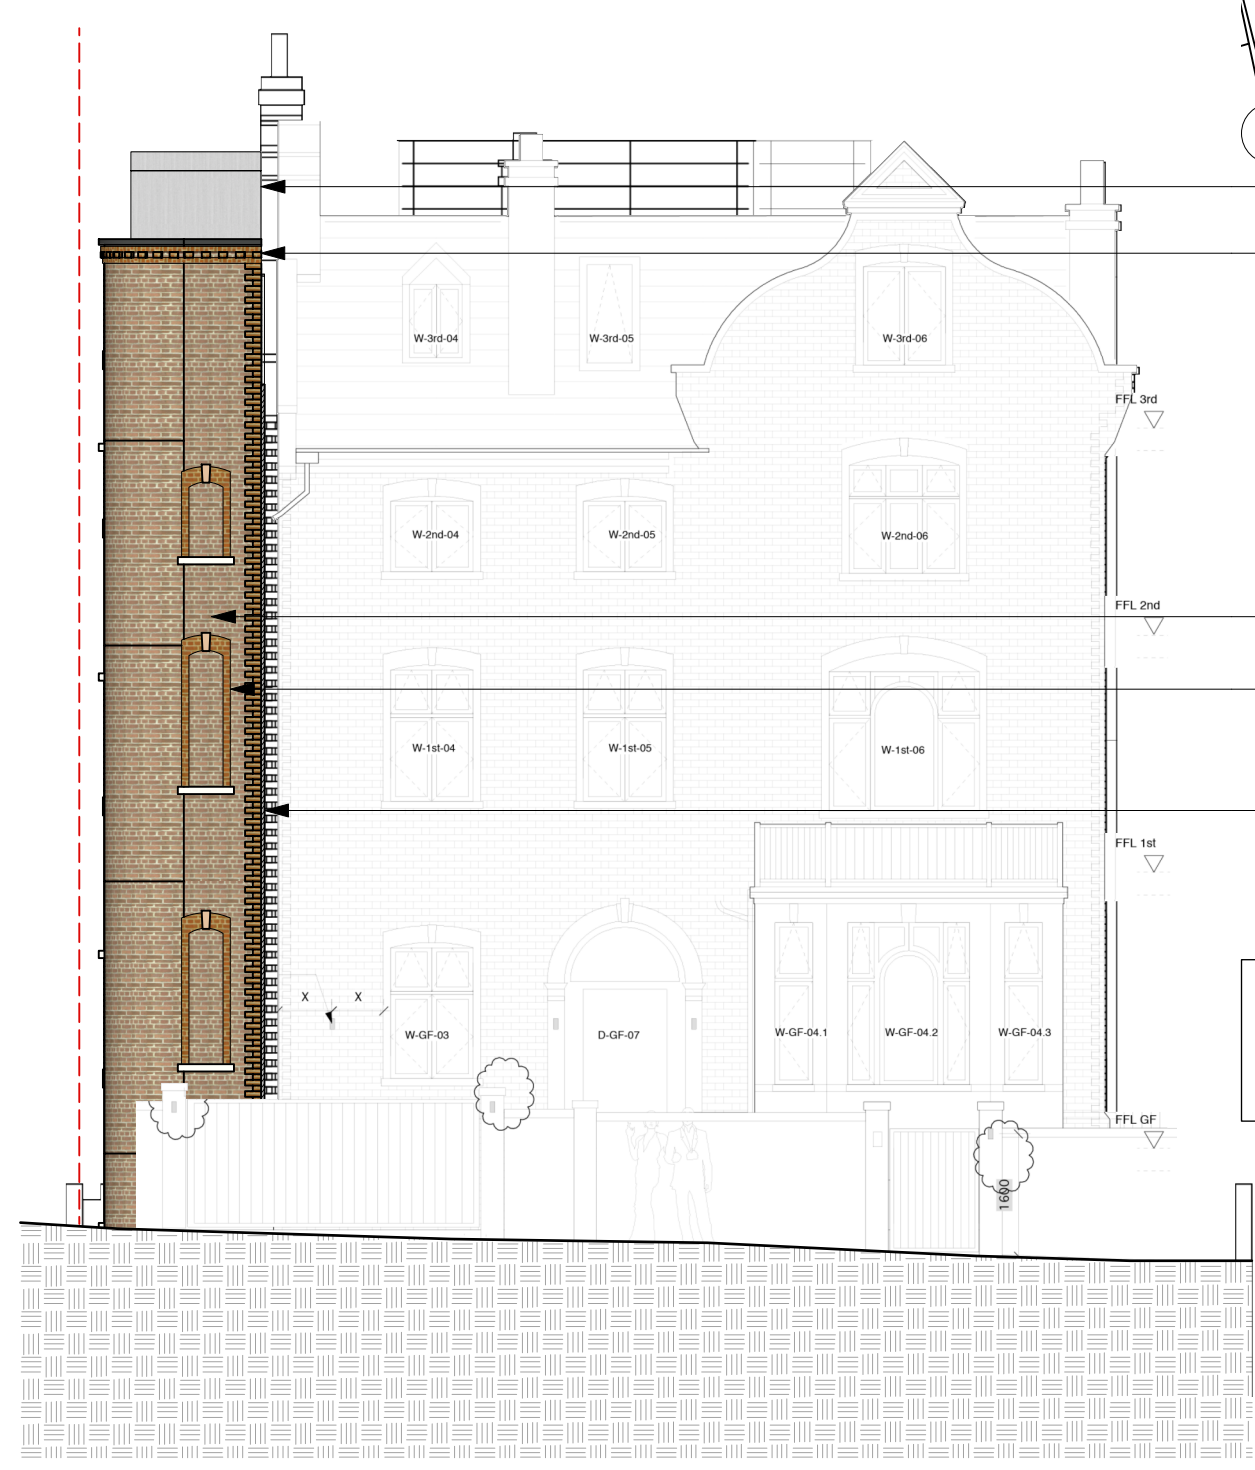 W-3rd-04
W-3rd-05
W-3rd-06
FFL 3rd
W-2nd-04
W-2nd-05
W-2nd-06
FFL 2nd
W-1st-04
W-1st-05
W-1st-06
FFL 1st
X
X
W-GF-03
D-GF-07
W-GF-04.1
W-GF-04.2
W-GF-04.3
FFL GF
1600